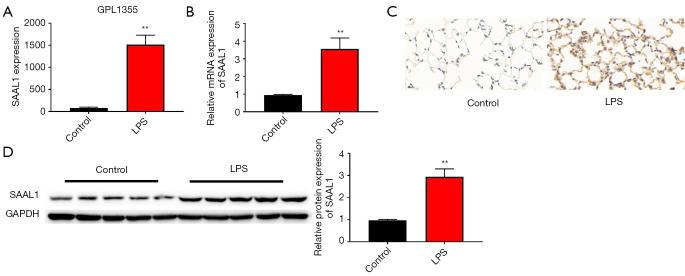 A
GPL1355
SAAL1 expression
2000
1500
1000
500
0
**
Control
LPS
B
Relative mRNA expression
of SAAL1
5
4
3
2
1
0
**
Control
LPS
C
Control
LPS
D
Control
LPS
SAAL1
GAPDH
Relative protein expression
of SAAL1
4
3
2
1
0
**
Control
LPS